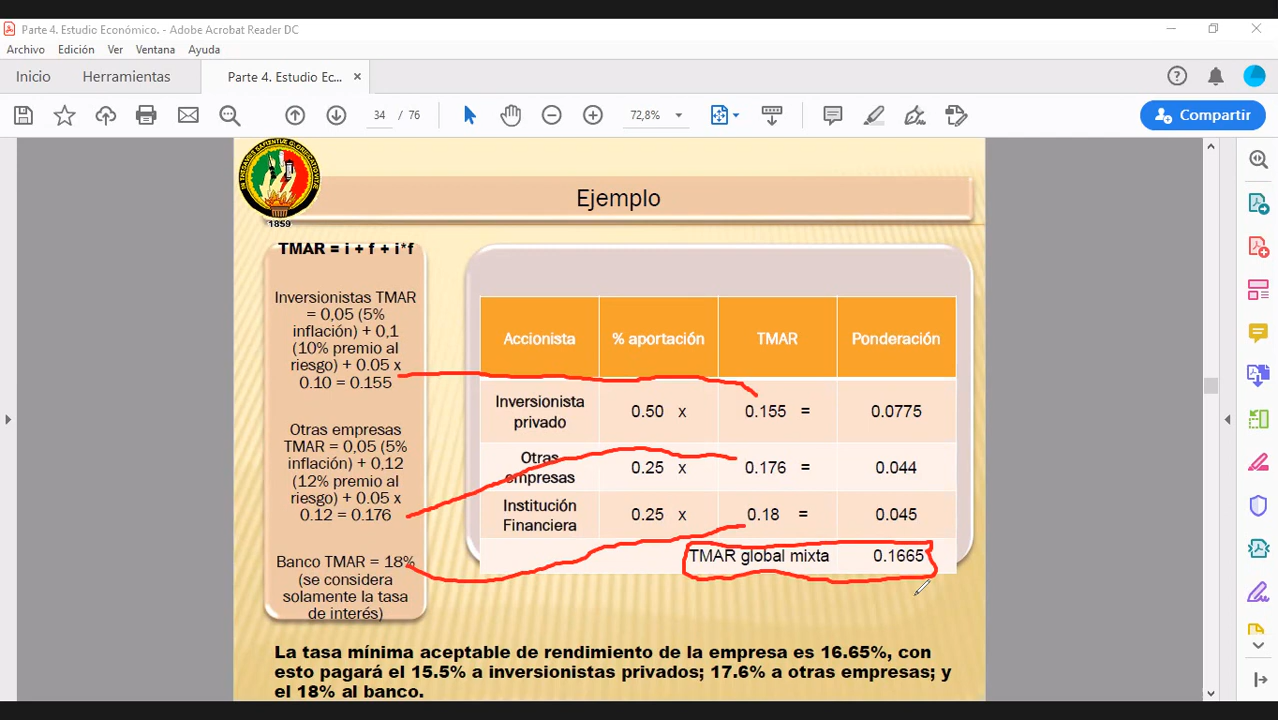 Parte 4. Estudio Económico. - Adobe Acrobat Reader DC
Archivo Edición Ver Ventana Ayuda
Inicio Herramientas Parte 4. Estudio Ec... ×
34 / 76 72,8% Compartir
1859
Ejemplo
TMAR = i + f + i*f
Inversionistas TMAR
= 0,05 (5%
inflación) + 0,1
(10% premio al
riesgo) + 0.05 x
0.10 = 0.155
Otras empresas
TMAR = 0,05 (5%
inflación) + 0,12
(12% premio al
riesgo) + 0.05 x
0.12 = 0.176
Banco TMAR = 18%
(se considera
solamente la tasa
de interés)
Accionista % aportación TMAR Ponderación
Inversionista
privado
0.50 x 0.155 = 0.0775
Otras
empresas
0.25 x 0.176 = 0.044
Institución
Financiera
0.25 x 0.18 = 0.045
TMAR global mixta 0.1665
La tasa mínima aceptable de rendimiento de la empresa es 16.65%, con
esto pagará el 15.5% a inversionistas privados; 17.6% a otras empresas; y
el 18% al banco.